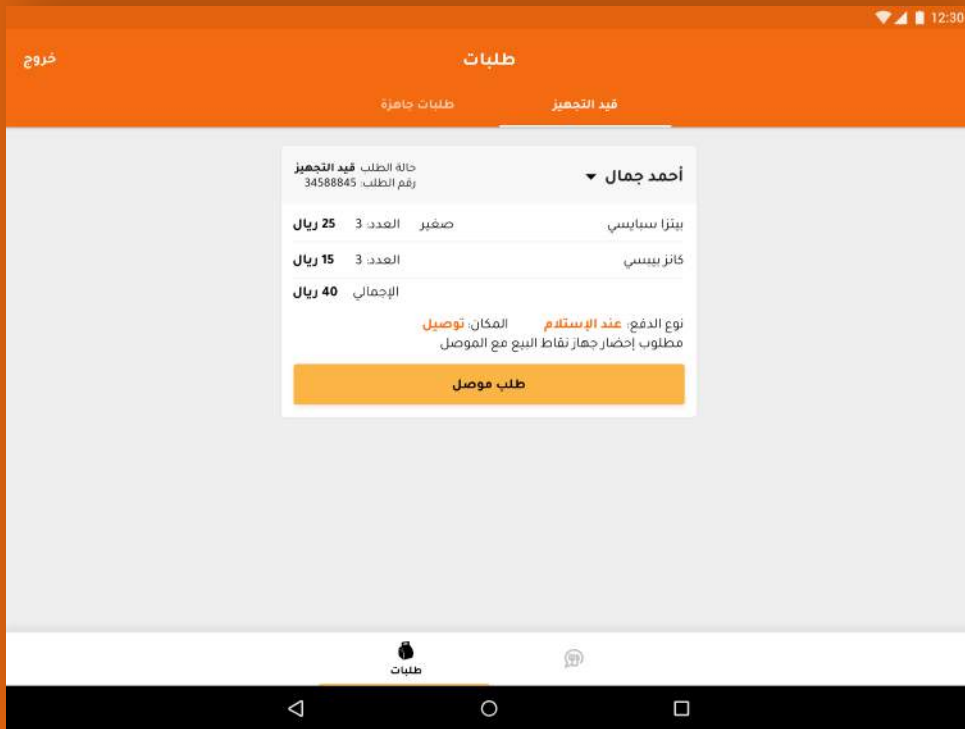 12:30
طلبات
خروج
قيد التجهيز
طلبات جاهزة
أحمد جمال
حالة الطلب قيد التجهيز
رقم الطلب: 34588845
بيتزا سبايسي صغير العدد: 3 25 ريال
كانز بيبسي العدد: 3 15 ريال
الإجمالي 40 ريال
نوع الدفع: عند الإستلام المكان: توصيل
مطلوب إحضار جهاز نقاط البيع مع الموصل
طلب موصل
طلبات